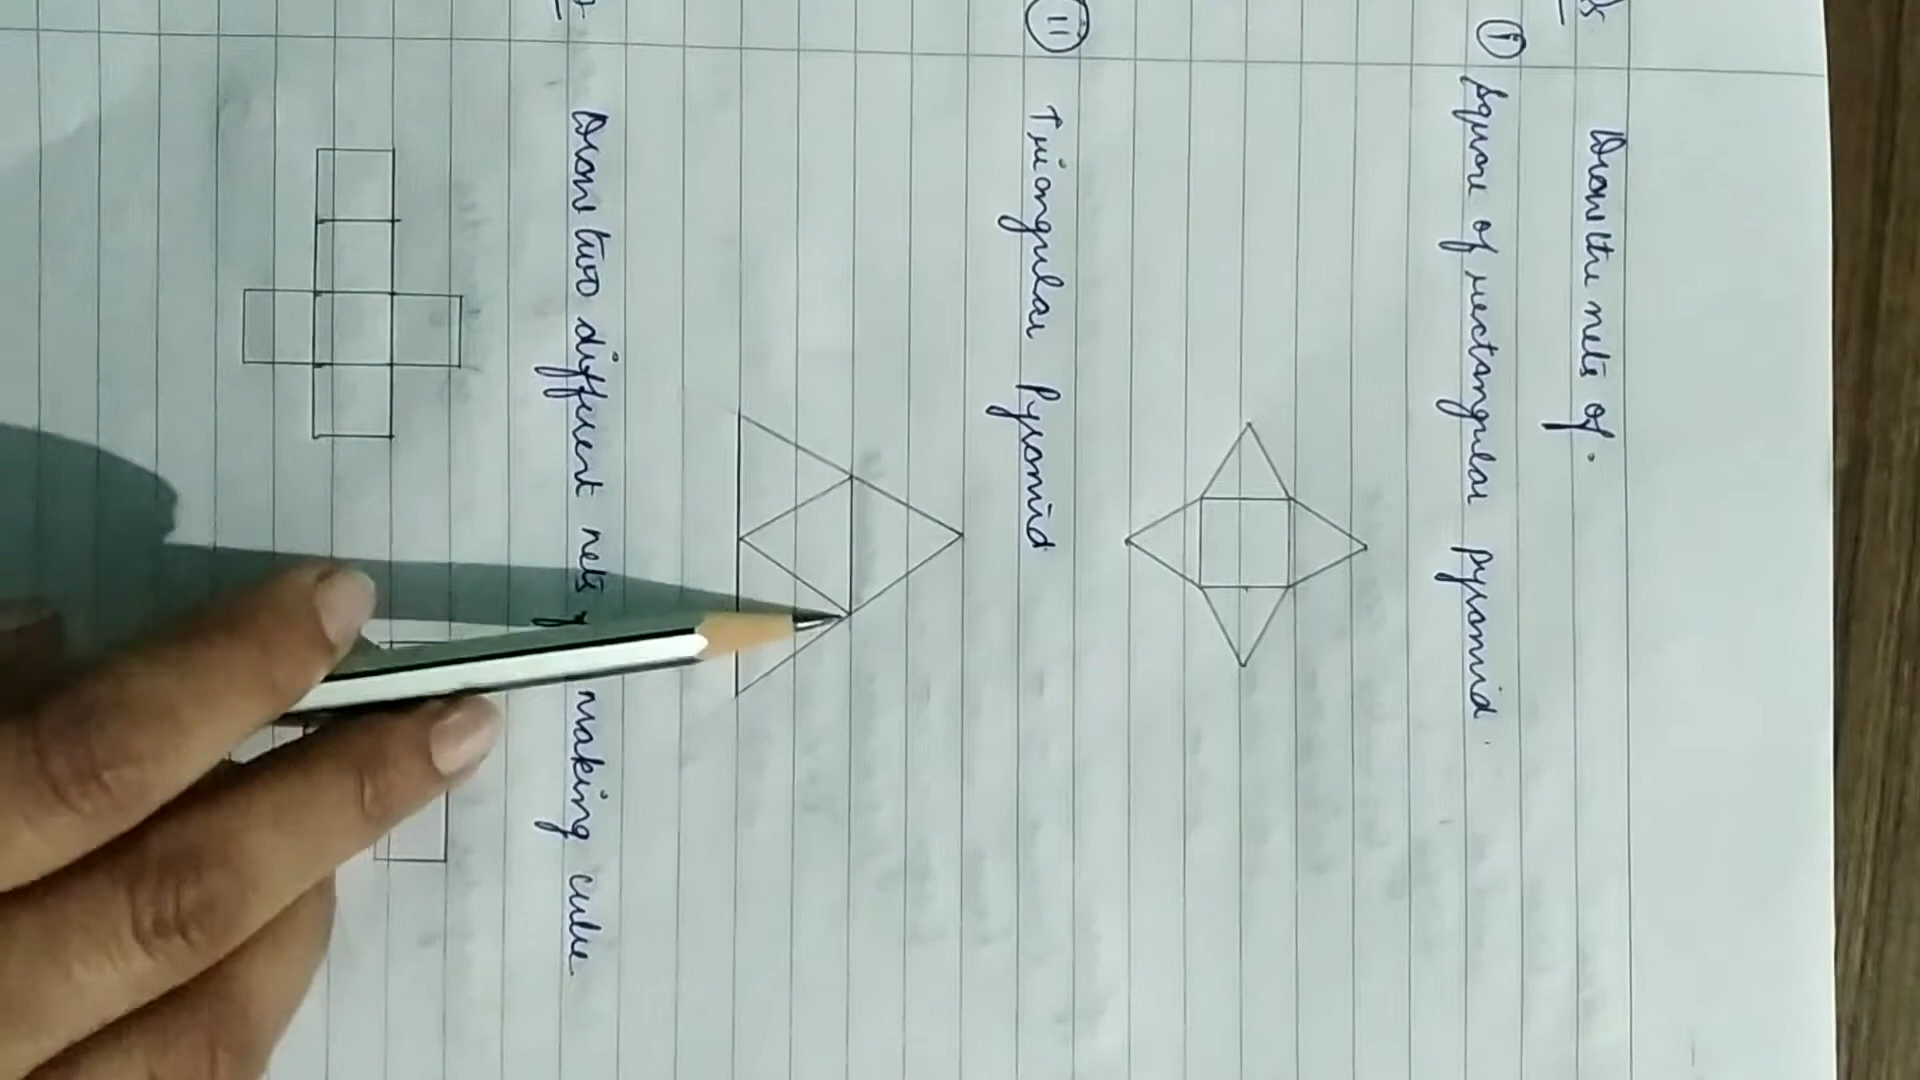 Draw the nets of.
(i) Square of rectangular pyramid.
(ii) Triangular Pyramid
Draw two different nets making cube